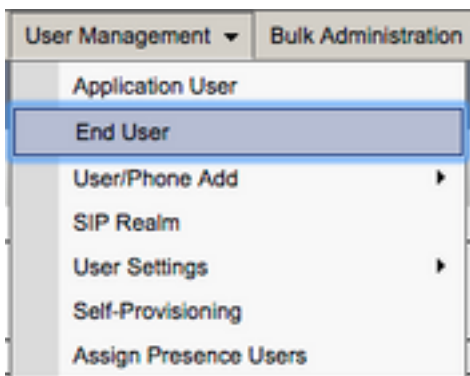 User Management Bulk Administration
Application User
End User
User/Phone Add
SIP Realm
User Settings
Self-Provisioning
Assign Presence Users